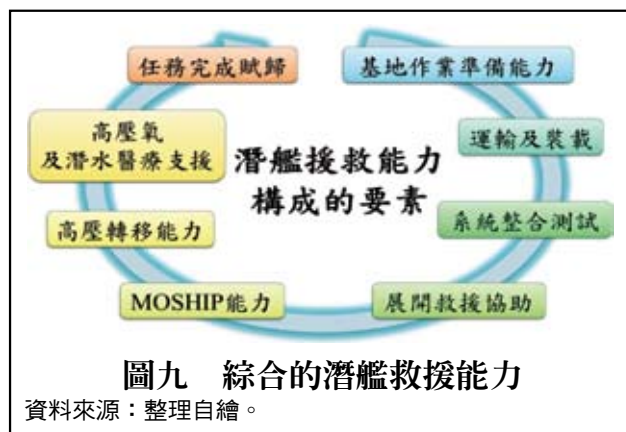 任務完成賦歸
基地作業準備能力
高壓氧
及潛水醫療支援
潛艦援救能力
構成的要素
運輸及裝載
系統整合測試
高壓轉移能力
MOSHIP能力
展開救援協助
圖九　綜合的潛艦救援能力
資料來源：整理自繪。